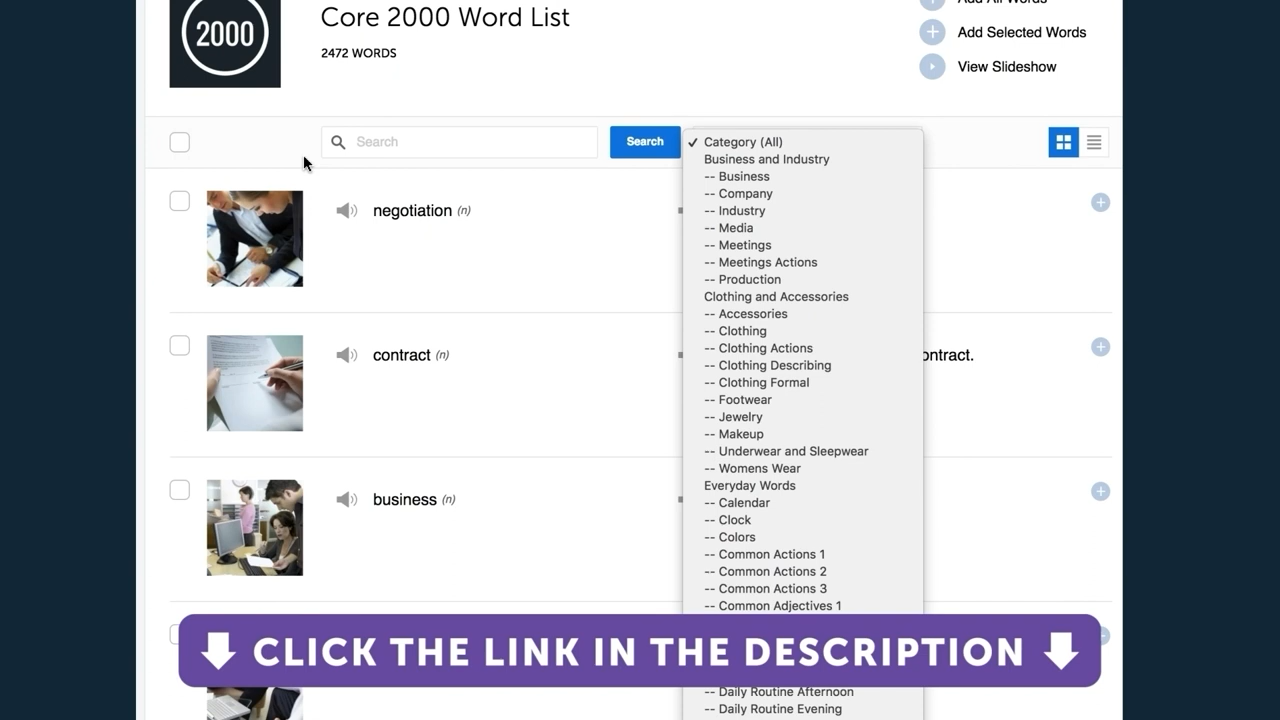 2000
Core 2000 Word List
2472 WORDS
Add All Words
Add Selected Words
View Slideshow
Search
Search
✓ Category (All)
Business and Industry
-- Business
-- Company
-- Industry
-- Media
-- Meetings
-- Meetings Actions
-- Production
Clothing and Accessories
-- Accessories
-- Clothing
-- Clothing Actions
-- Clothing Describing
-- Clothing Formal
-- Footwear
-- Jewelry
-- Makeup
-- Underwear and Sleepwear
-- Womens Wear
Everyday Words
-- Calendar
-- Clock
-- Colors
-- Common Actions 1
-- Common Actions 2
-- Common Actions 3
-- Common Adjectives 1
-- Daily Routine Afternoon
-- Daily Routine Evening
negotiation (n)
contract (n)
ontract.
business (n)
CLICK THE LINK IN THE DESCRIPTION